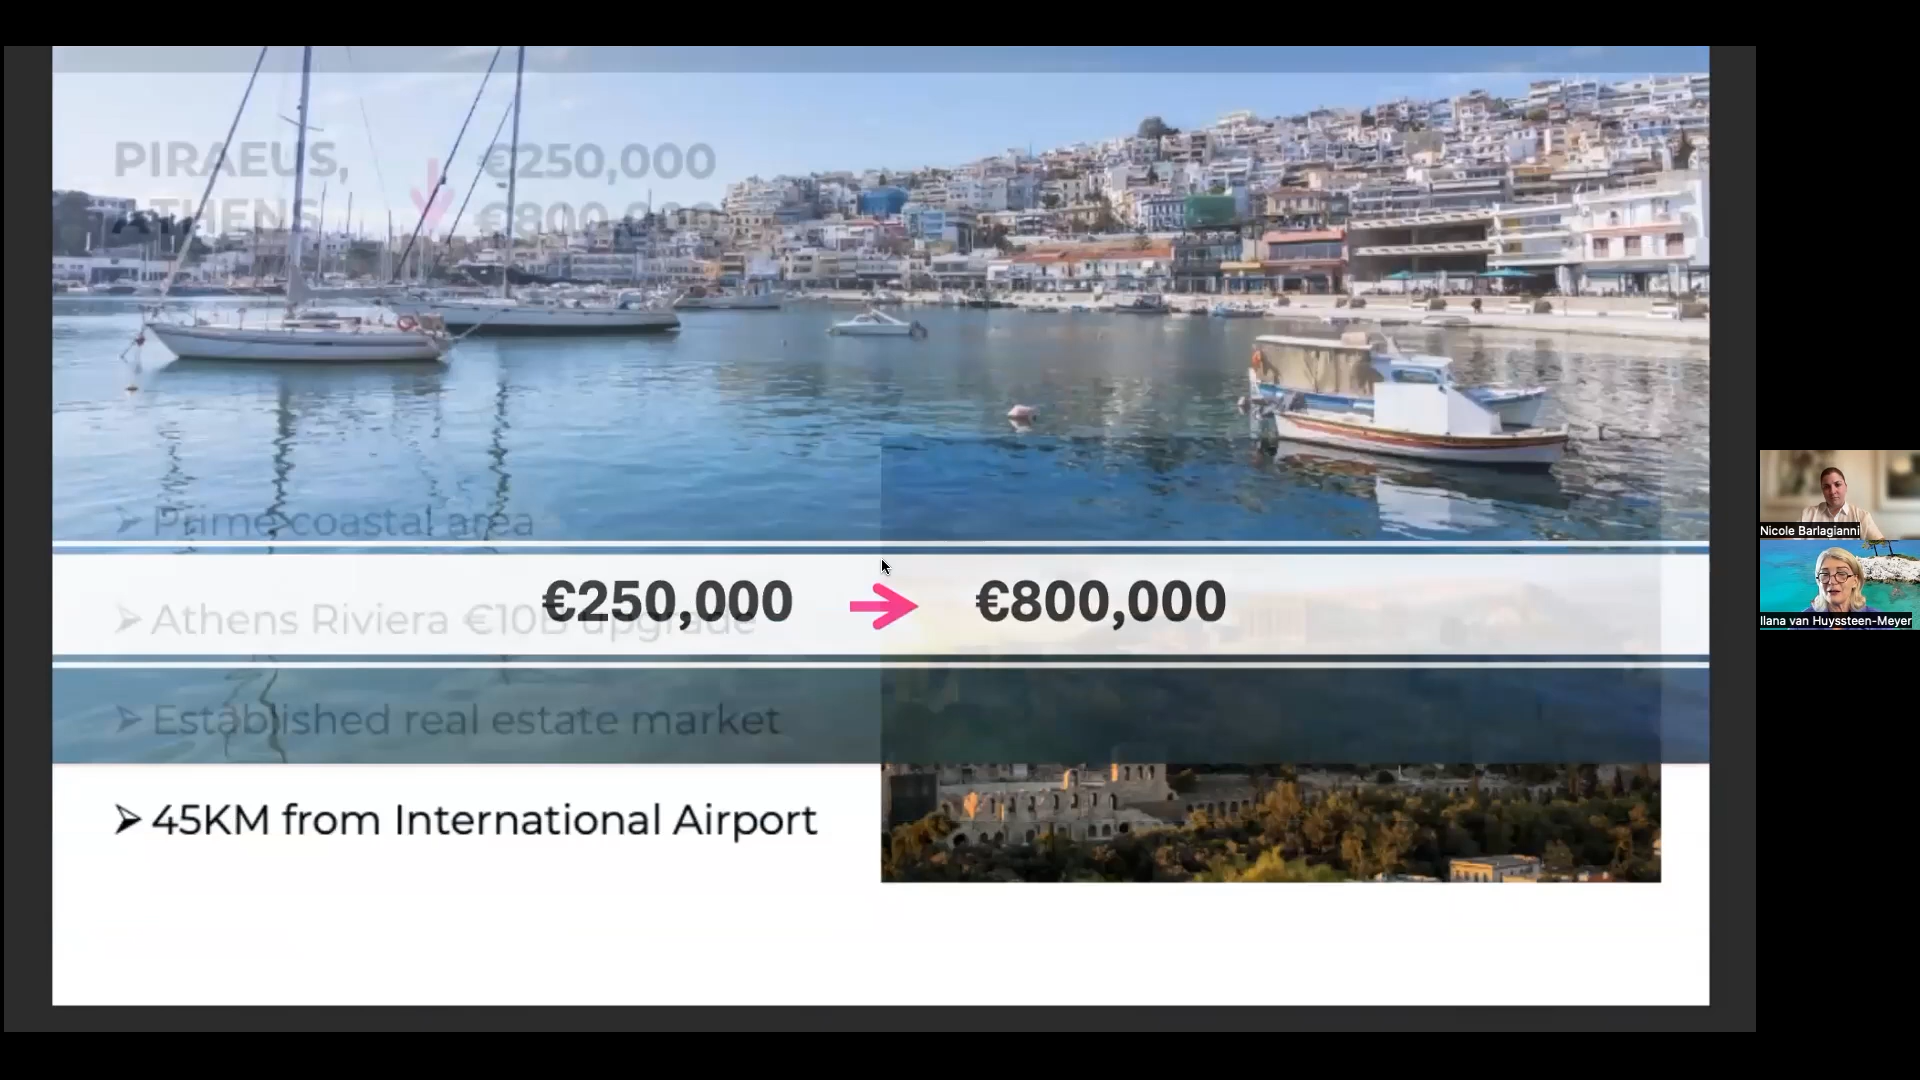 PIRAEUS,
ATHENS
€250,000
€800,000
Prime coastal area
€250,000 → €800,000
Athens Riviera €10B upgrade
Established real estate market
45KM from International Airport
Nicole Barlagianni
Ilana van Huyssteen-Meyer